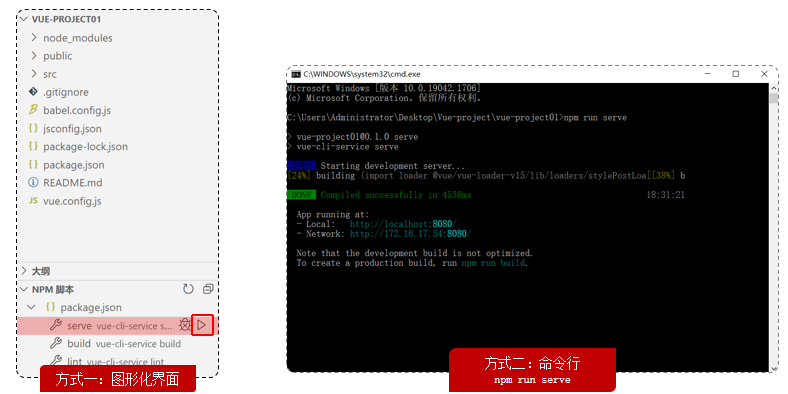 VUE-PROJECT01
node_modules
public
src
.gitignore
babel.config.js
jsconfig.json
package-lock.json
package.json
README.md
vue.config.js
大纲
NPM 脚本
package.json
serve vue-cli-service s...
build vue-cli-service build
lint vue-cli-service lint
方式一：图形化界面
C:\WINDOWS\system32\cmd.exe
Microsoft Windows [版本 10.0.19042.1706]
(c) Microsoft Corporation。保留所有权利。
C:\Users\Administrator\Desktop\Vue-project\vue-project01>npm run serve
> vue-project01@0.1.0 serve
> vue-cli-service serve
Starting development server...
[24%] building (import loader @vue/vue-loader-v15/lib/loaders/stylePostLoa[[38%] b
DONE Compiled successfully in 4538ms 18:31:21
App running at:
- Local: http://localhost:8080/
- Network: http://172.16.17.54:8080/
Note that the development build is not optimized.
To create a production build, run npm run build.
方式二：命令行
npm run serve